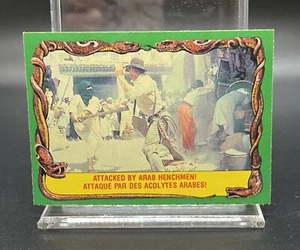 ATTACKED BY ARAB HENCHMEN!
ATTAQUÉ PAR DES ACOLYTES ARABES!